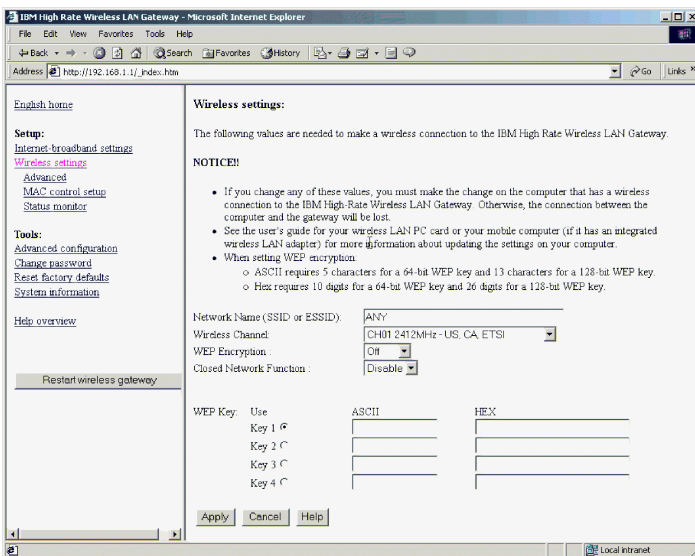 IBM High Rate Wireless LAN Gateway - Microsoft Internet Explorer
File Edit View Favorites Tools Help
Back Search Favorites History
Address http://192.168.1.1/_index.htm Go Links »
English home
Setup:
Internet-broadband settings
Wireless settings
Advanced
MAC control setup
Status monitor
Tools:
Advanced configuration
Change password
Reset factory defaults
System information
Help overview
Restart wireless gateway
Wireless settings:
The following values are needed to make a wireless connection to the IBM High Rate Wireless LAN Gateway.
NOTICE!!
If you change any of these values, you must make the change on the computer that has a wireless
connection to the IBM High-Rate Wireless LAN Gateway. Otherwise, the connection between the
computer and the gateway will be lost.
See the user's guide for your wireless LAN PC card or your mobile computer (if it has an integrated
wireless LAN adapter) for more information about updating the settings on your computer.
When setting WEP encryption:
ASCII requires 5 characters for a 64-bit WEP key and 13 characters for a 128-bit WEP key.
Hex requires 10 digits for a 64-bit WEP key and 26 digits for a 128-bit WEP key.
Network Name (SSID or ESSID): ANY
Wireless Channel: CH01 2412MHz - US, CA, ETSI
WEP Encryption : Off
Closed Network Function : Disable
WEP Key: Use ASCII HEX
Key 1
Key 2
Key 3
Key 4
Apply Cancel Help
Local intranet